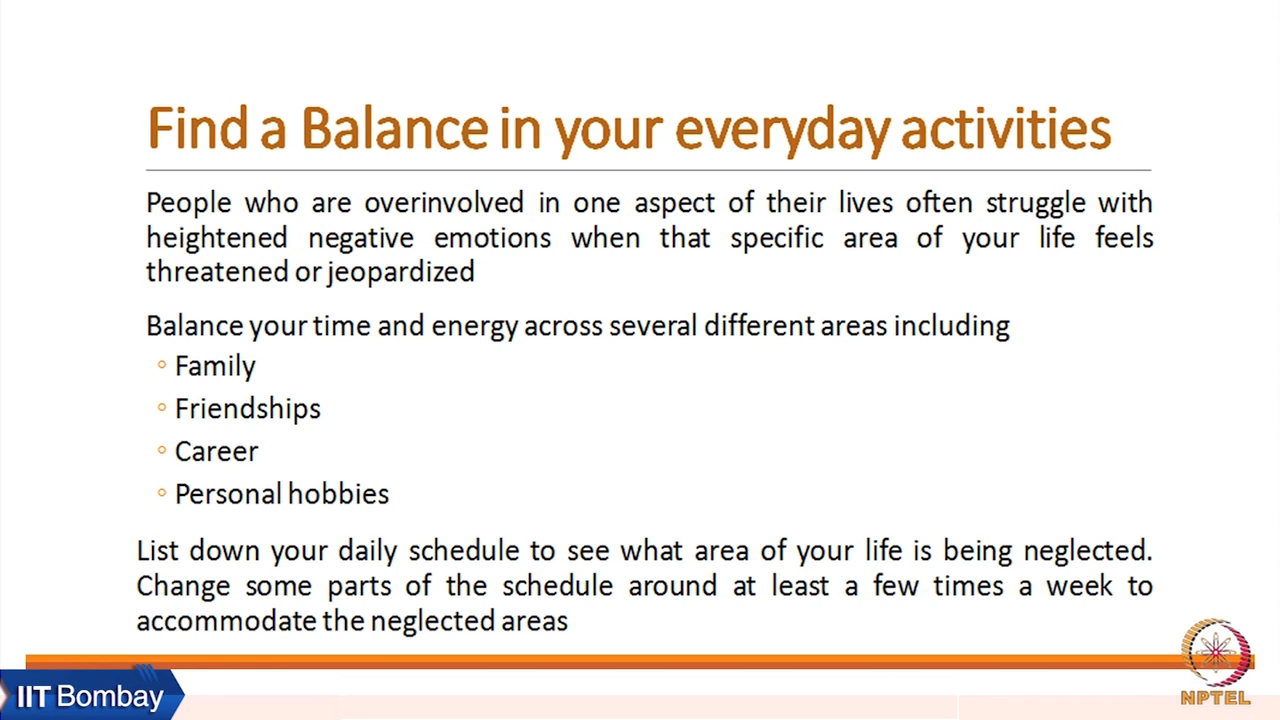 Find a Balance in your everyday activities
People who are overinvolved in one aspect of their lives often struggle with
heightened negative emotions when that specific area of your life feels
threatened or jeopardized
Balance your time and energy across several different areas including
◦ Family
◦ Friendships
◦ Career
◦ Personal hobbies
List down your daily schedule to see what area of your life is being neglected.
Change some parts of the schedule around at least a few times a week to
accommodate the neglected areas
IIT Bombay
NPTEL